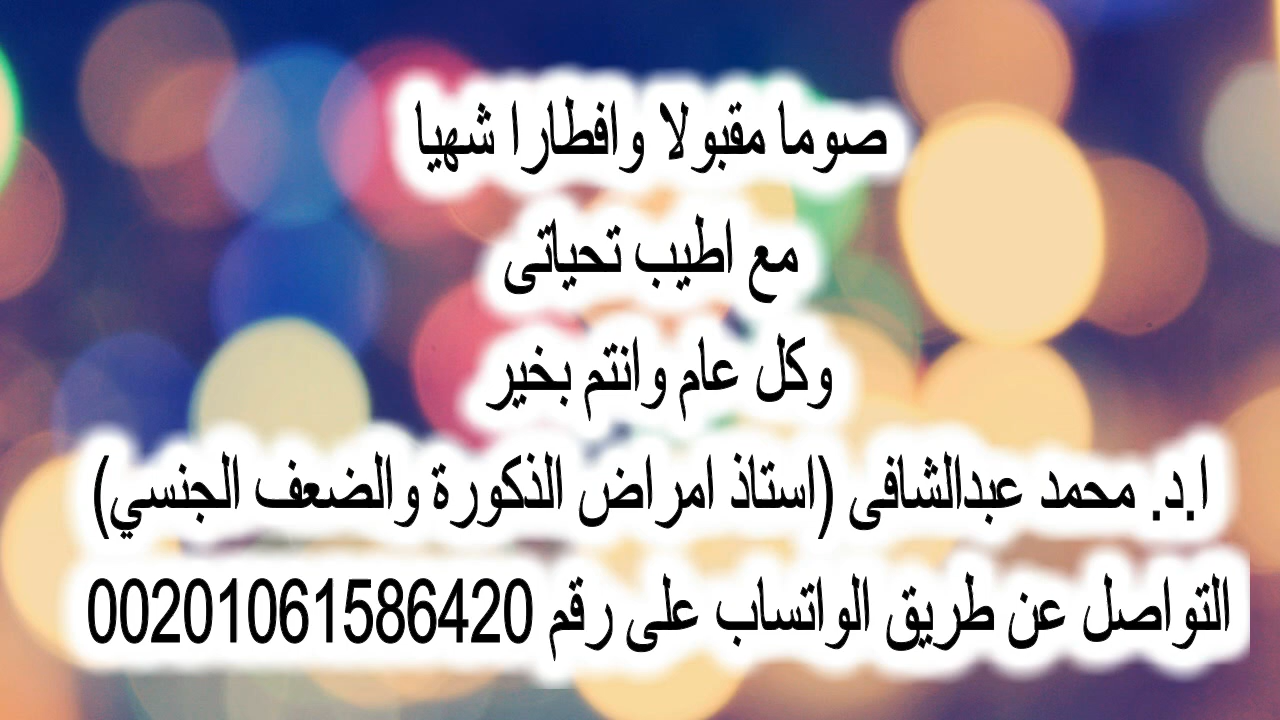 صوما مقبولا وافطارا شهيا
مع اطيب تحياتى
وكل عام وانتم بخير
ا.د. محمد عبدالشافى (استاذ امراض الذكورة والضعف الجنسي)
التواصل عن طريق الواتساب على رقم 00201061586420